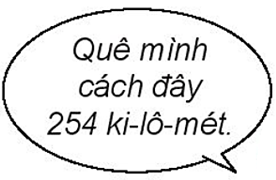 Quê mình
cách đây
254 ki-lô-mét.